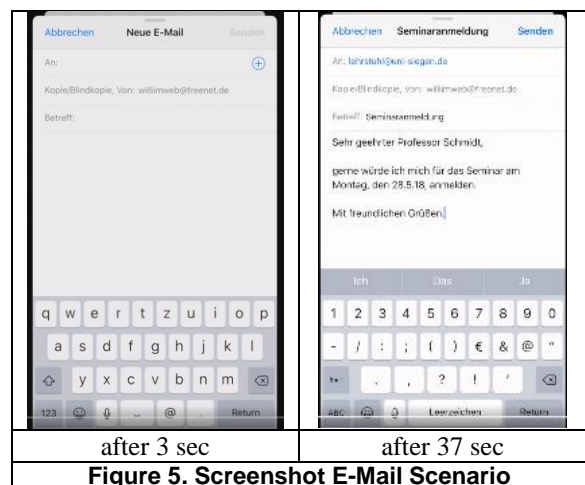 Abbrechen Neue E-Mail Senden
An:
Kopie/Blindkopie, Von: williimweb@freenet.de
Betreff:
q w e r t z u i o p
a s d f g h j k l
y x c v b n m
123 _ @ . Return
after 3 sec
Abbrechen Seminaranmeldung Senden
An: lehrstuhl@uni-siegen.de
Kopie/Blindkopie, Von: williimweb@freenet.de
Betreff: Seminaranmeldung
Sehr geehrter Professor Schmidt,
gerne würde ich mich für das Seminar am
Montag, den 28.5.18, anmelden.
Mit freundlichen Grüßen,
Ich Das Ja
1 2 3 4 5 6 7 8 9 0
- / : ; ( ) € & @ "
#+= . , ? ! '
ABC Leerzeichen Return
after 37 sec
Figure 5. Screenshot E-Mail Scenario